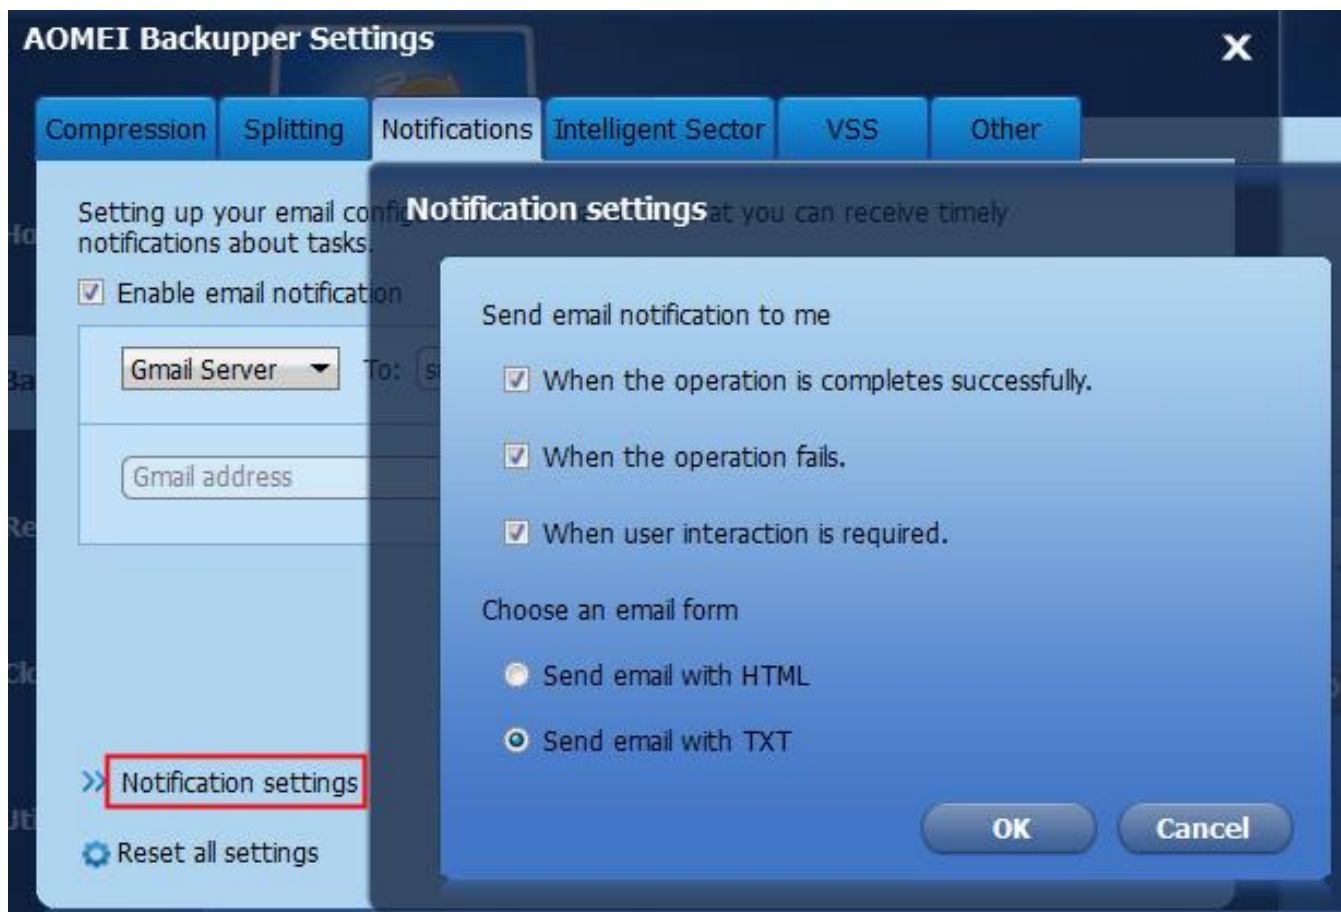 AOMEI Backupper Settings
Compression Splitting Notifications Intelligent Sector VSS Other
Setting up your email
notifications about tasks.
at you can receive timely
Enable email notification
Gmail Server To:
Gmail address
Notification settings
Reset all settings
Notification settings
Send email notification to me
When the operation is completes successfully.
When the operation fails.
When user interaction is required.
Choose an email form
Send email with HTML
Send email with TXT
OK Cancel